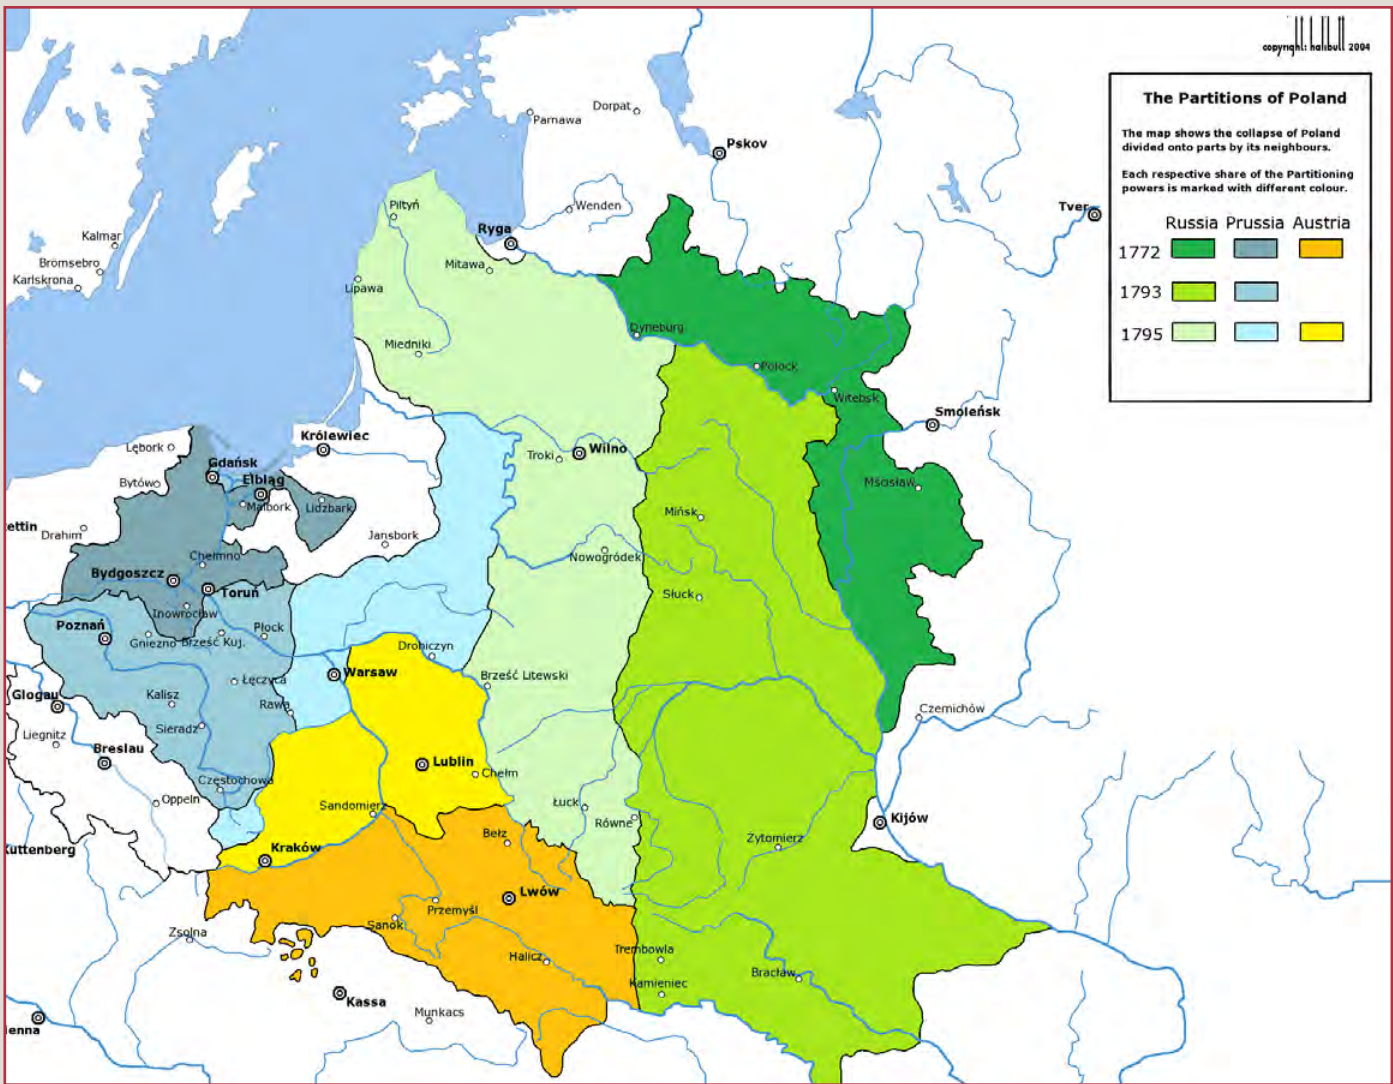 copyright: halibutt 2004
The Partitions of Poland
The map shows the collapse of Poland
divided onto parts by its neighbours.
Each respective share of the Partitioning
powers is marked with different colour.
Russia Prussia Austria
1772
1793
1795
Dorpat
Parnawa
Pskov
Tver
Piltyń
Wenden
Ryga
Kalmar
Mitawa
Bromsebro
Karlskrona
Lipawa
Dyneburg
Miedniki
Połock
Witebsk
Smoleńsk
Królewiec
Lębork
Wilno
Troki
Gdańsk
Elbląg
Bytów
Malbork
Lidzbark
Mścisław
Mińsk
ettin
Drahim
Jansbork
Chełmno
Nowogródek
Bydgoszcz
Toruń
Słuck
Inowrocław
Poznań
Płock
Gniezno
Brześć Kuj.
Drohiczyn
Warsaw
Brześć Litewski
Łęczyca
Glogau
Kalisz
Rawa
Czernichów
Sieradz
Liegnitz
Breslau
Lublin
Chełm
Częstochowa
Oppeln
Sandomierz
Łuck
Równe
Kijów
Bełz
Żytomierz
Kuttenberg
Kraków
Lwów
Przemyśl
Sanok
Zsolna
Halicz
Trembowla
Bracław
Kamieniec
Kassa
Munkacs
ienna